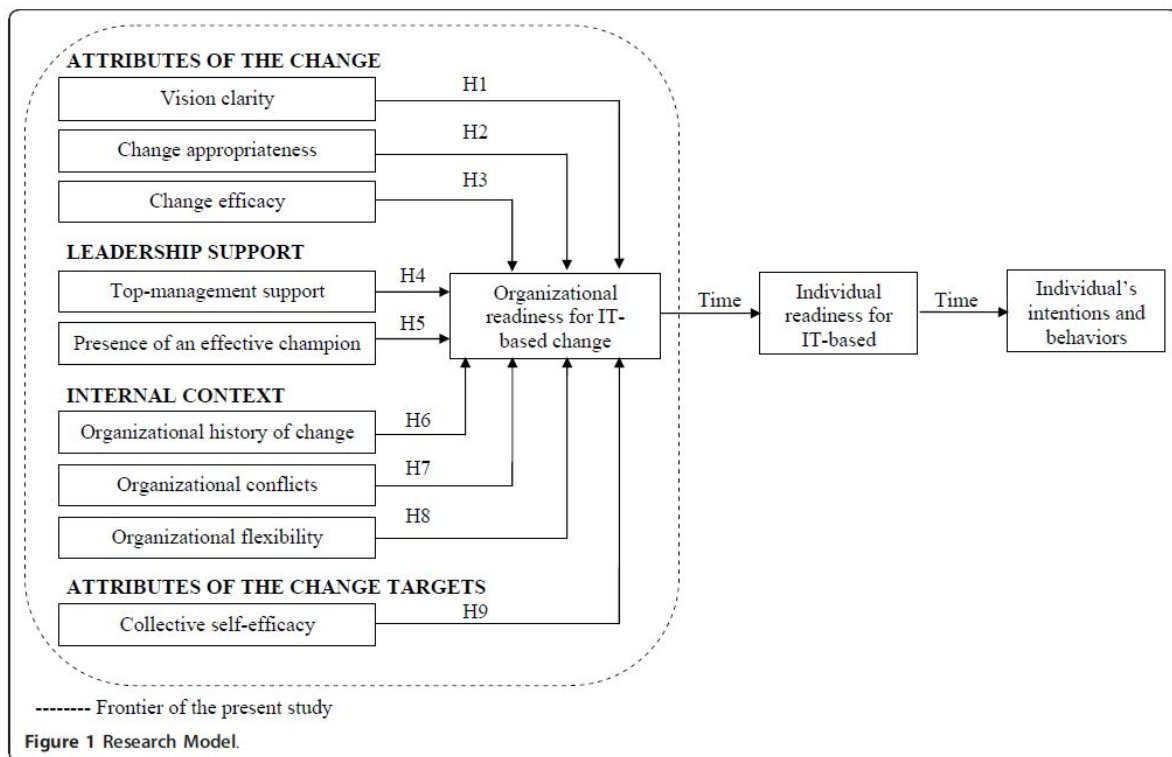 ATTRIBUTES OF THE CHANGE
Vision clarity
H1
Change appropriateness
H2
Change efficacy
H3
LEADERSHIP SUPPORT
Top-management support
H4
Presence of an effective champion
H5
INTERNAL CONTEXT
Organizational history of change
H6
Organizational conflicts
H7
Organizational flexibility
H8
ATTRIBUTES OF THE CHANGE TARGETS
Collective self-efficacy
H9
Organizational
readiness for IT-
based change
Time
Individual
readiness for
IT-based
Time
Individual's
intentions and
behaviors
-------- Frontier of the present study
Figure 1 Research Model.